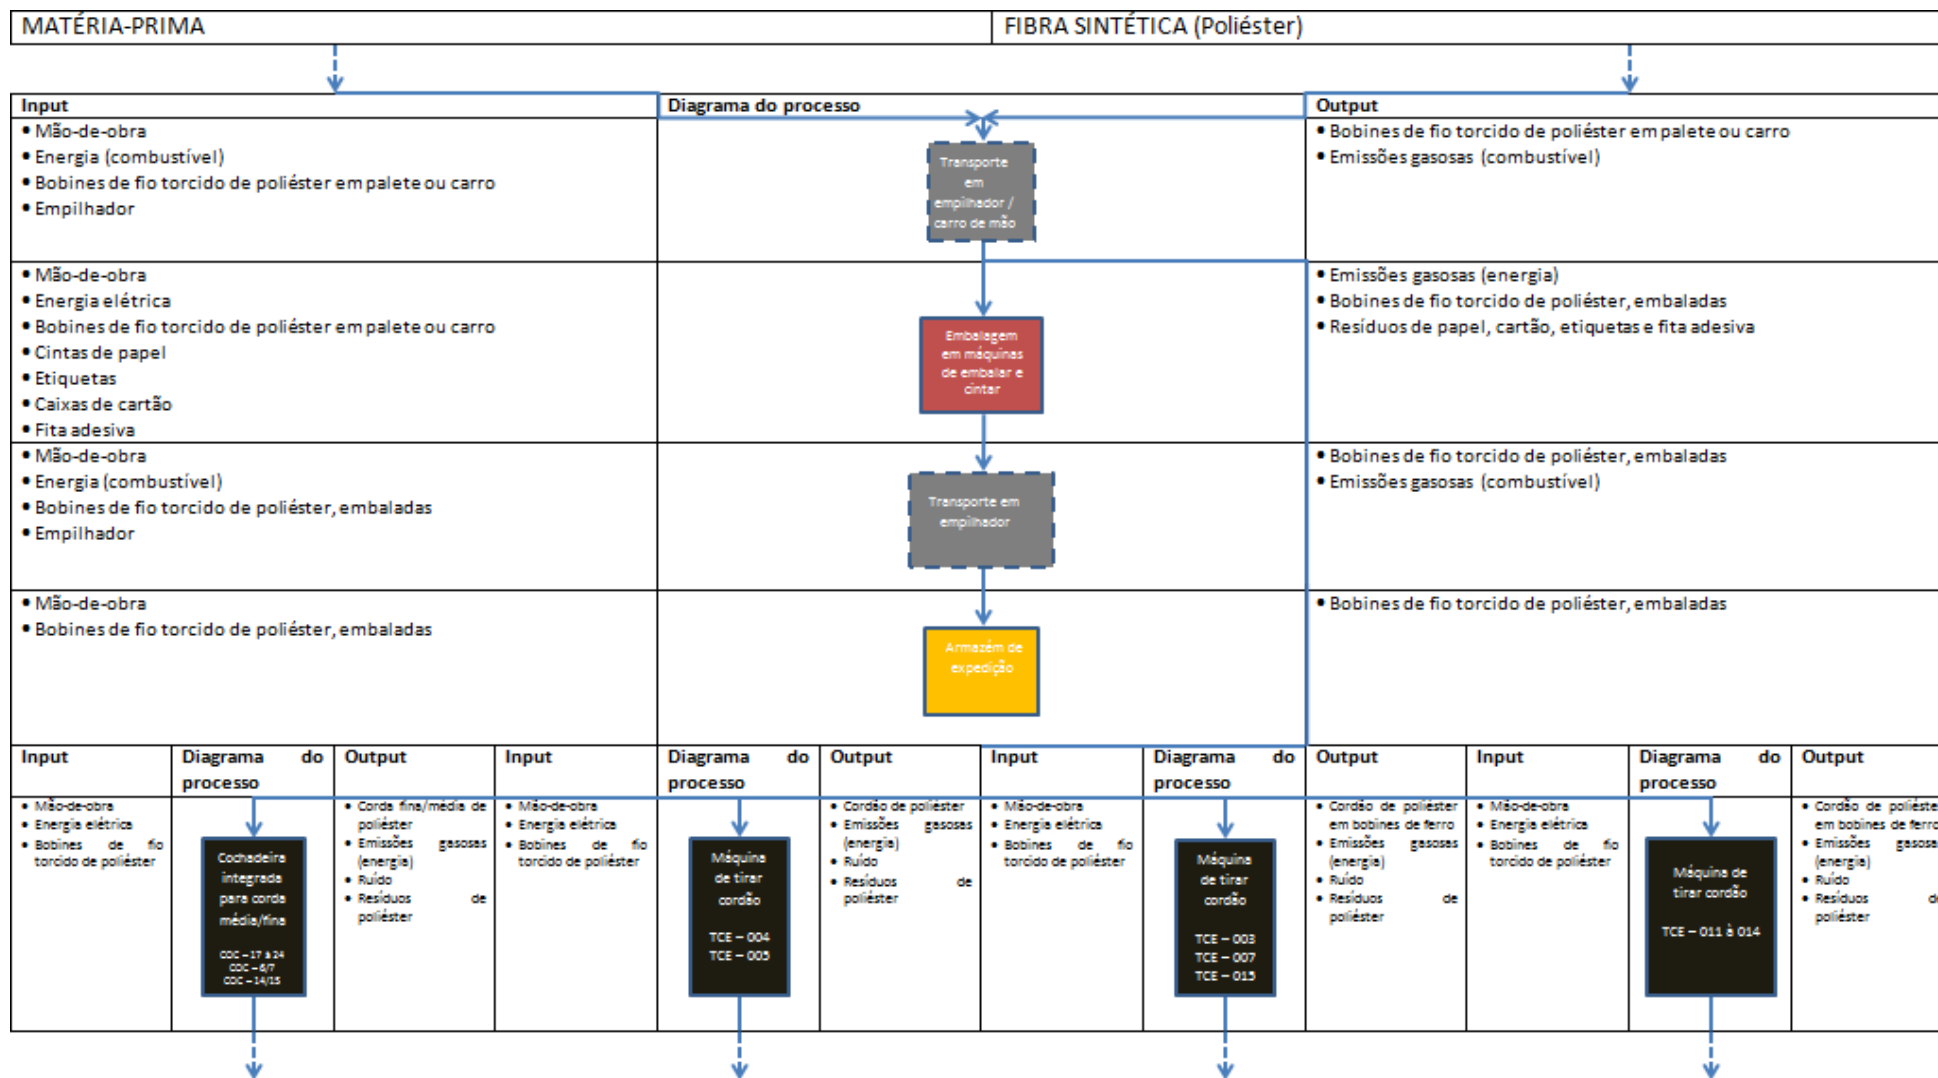 MATÉRIA-PRIMA
FIBRA SINTÉTICA (Poliéster)
Input
Diagrama do processo
Output
• Mão-de-obra
• Energia (combustível)
• Bobines de fio torcido de poliéster em palete ou carro
• Empilhador
Transporte
em
empilhador /
carro de mão
• Bobines de fio torcido de poliéster em palete ou carro
• Emissões gasosas (combustível)
• Mão-de-obra
• Energia elétrica
• Bobines de fio torcido de poliéster em palete ou carro
• Cintas de papel
• Etiquetas
• Caixas de cartão
• Fita adesiva
Embalagem
em máquinas
de embalar e
cintar
• Emissões gasosas (energia)
• Bobines de fio torcido de poliéster, embaladas
• Resíduos de papel, cartão, etiquetas e fita adesiva
• Mão-de-obra
• Energia (combustível)
• Bobines de fio torcido de poliéster, embaladas
• Empilhador
Transporte em
empilhador
• Bobines de fio torcido de poliéster, embaladas
• Emissões gasosas (combustível)
• Mão-de-obra
• Bobines de fio torcido de poliéster, embaladas
Armazém de
expedição
• Bobines de fio torcido de poliéster, embaladas
Input
Diagrama do
processo
Output
Input
Diagrama do
processo
Output
Input
Diagrama do
processo
Output
Input
Diagrama do
processo
Output
• Mão-de-obra
• Energia elétrica
• Bobines de fio
torcido de poliéster
Cochadeira
integrada
para corda
média/fina
COC – 17 à 24
COC – 6/7
COC – 14/15
• Corda fina/média de
poliéster
• Emissões gasosas
(energia)
• Ruído
• Resíduos de
poliéster
• Mão-de-obra
• Energia elétrica
• Bobines de fio
torcido de poliéster
Máquina
de tirar
cordão
TCE – 004
TCE – 005
• Cordão de poliéster
• Emissões gasosas
(energia)
• Ruído
• Resíduos de
poliéster
• Mão-de-obra
• Energia elétrica
• Bobines de fio
torcido de poliéster
Máquina
de tirar
cordão
TCE – 003
TCE – 007
TCE – 015
• Cordão de poliéster
em bobines de ferro
• Emissões gasosas
(energia)
• Ruído
• Resíduos de
poliéster
• Mão-de-obra
• Energia elétrica
• Bobines de fio
torcido de poliéster
Máquina de
tirar cordão
TCE – 011 à 014
• Cordão de poliéster
em bobines de ferro
• Emissões gasosas
(energia)
• Ruído
• Resíduos de
poliéster